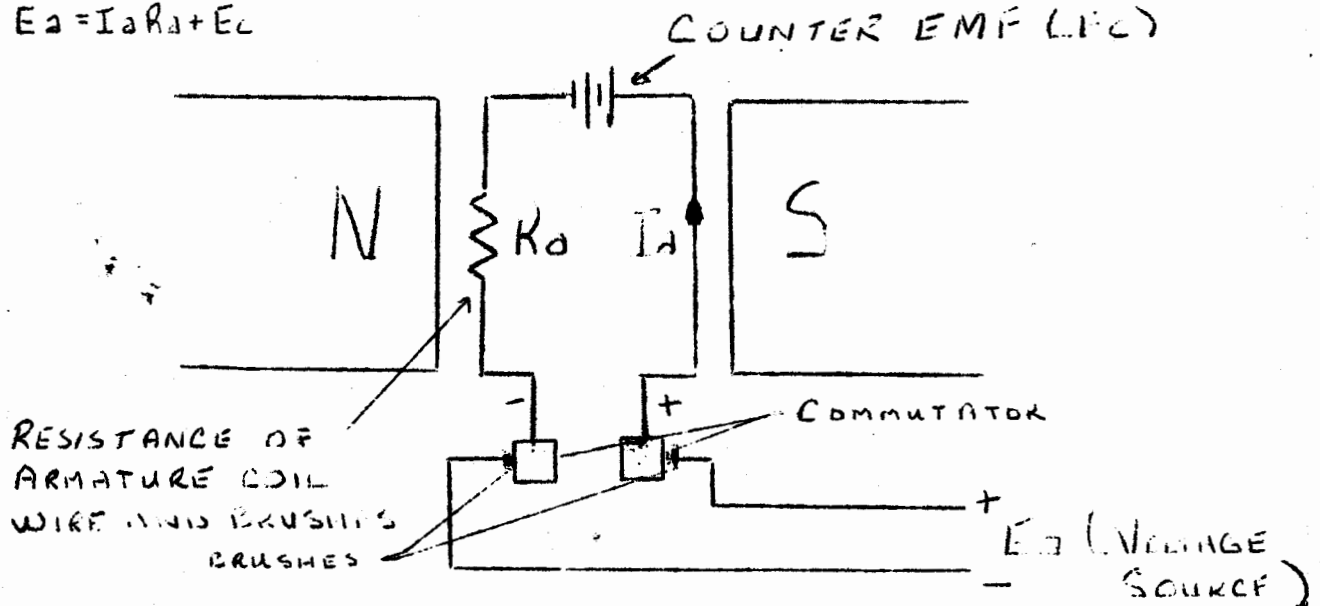 Ea = IaRa + Ec
COUNTER EMF (Ec)
N
Ra
Ia
S
-
+
COMMUTATOR
RESISTANCE OF
ARMATURE COIL
WIRE AND BRUSHES
BRUSHES
+
Ea (VOLTAGE
-
SOURCE)